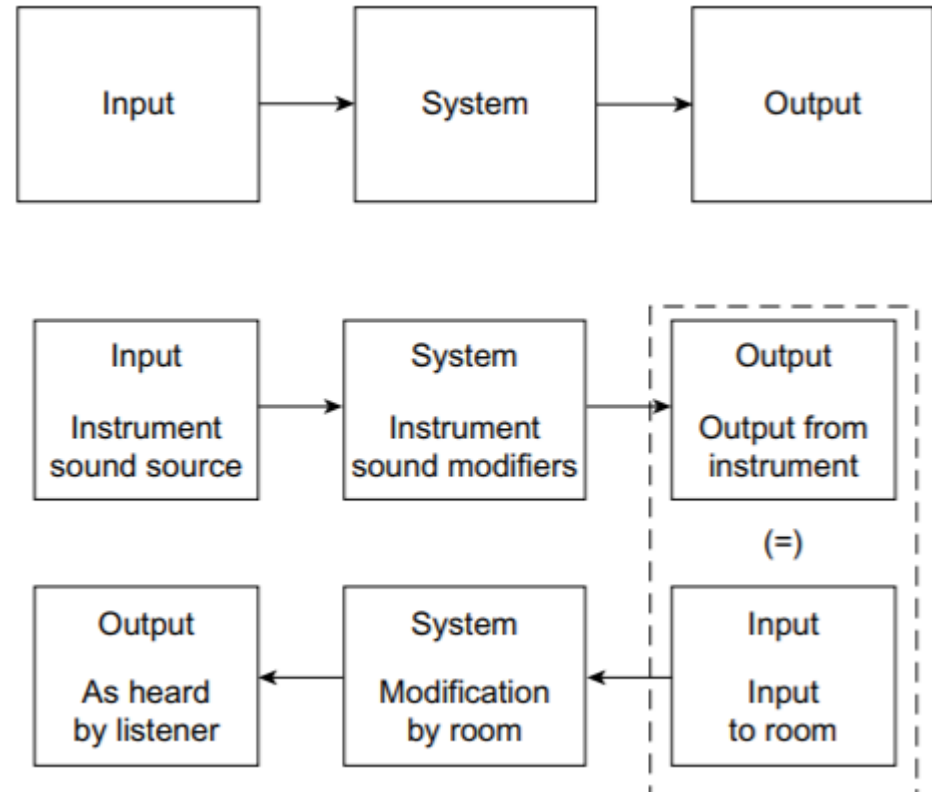 Input
System
Output
Input
Instrument
sound source
System
Instrument
sound modifiers
Output
Output from
instrument
(=)
Output
As heard
by listener
System
Modification
by room
Input
Input
to room